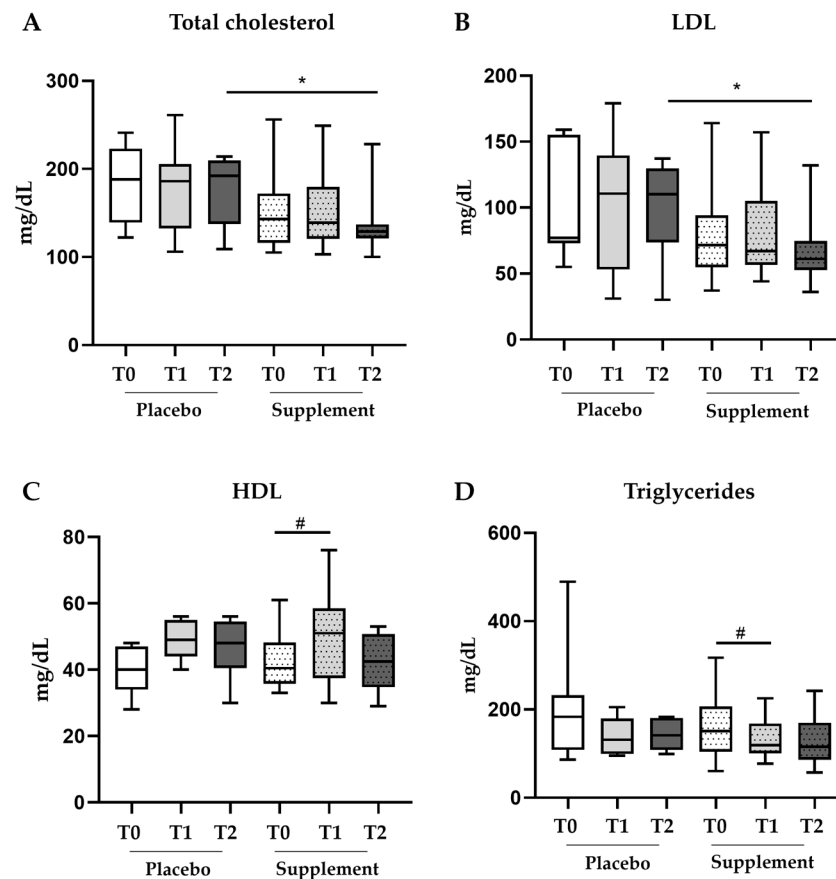 A Total cholesterol
300
200
100
0
mg/dL
*
T0 T1 T2 T0 T1 T2
Placebo Supplement
B LDL
200
150
100
50
0
mg/dL
*
T0 T1 T2 T0 T1 T2
Placebo Supplement
C HDL
80
60
40
20
0
mg/dL
#
T0 T1 T2 T0 T1 T2
Placebo Supplement
D Triglycerides
600
400
200
0
mg/dL
#
T0 T1 T2 T0 T1 T2
Placebo Supplement